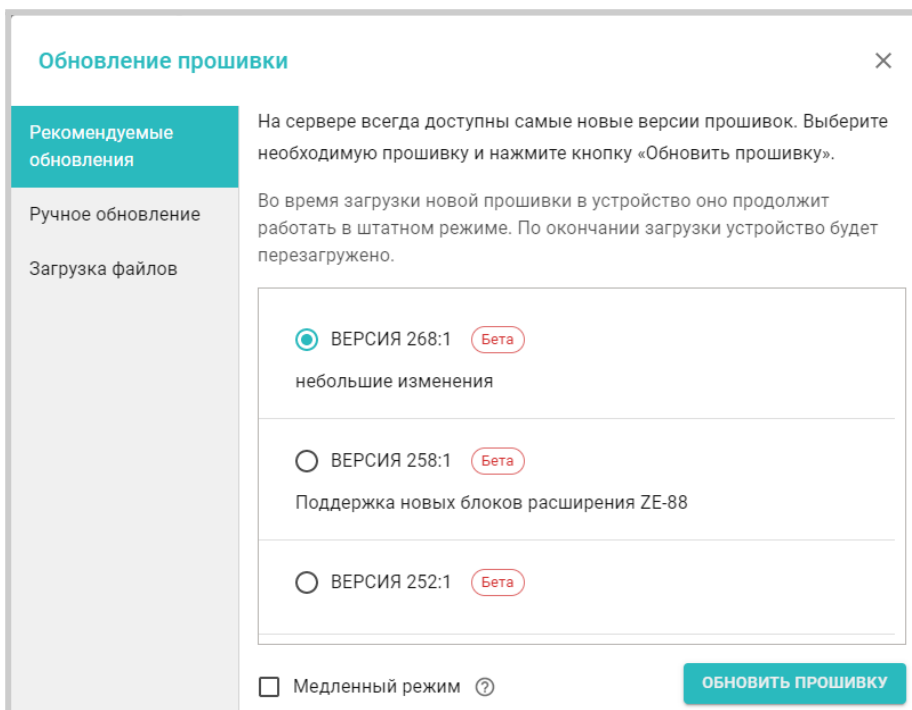 Обновление прошивки
Рекомендуемые
обновления
Ручное обновление
Загрузка файлов
На сервере всегда доступны самые новые версии прошивок. Выберите
необходимую прошивку и нажмите кнопку «Обновить прошивку».
Во время загрузки новой прошивки в устройство оно продолжит
работать в штатном режиме. По окончании загрузки устройство будет
перезагружено.
ВЕРСИЯ 268:1 Бета
небольшие изменения
ВЕРСИЯ 258:1 Бета
Поддержка новых блоков расширения ZE-88
ВЕРСИЯ 252:1 Бета
Медленный режим ?
ОБНОВИТЬ ПРОШИВКУ